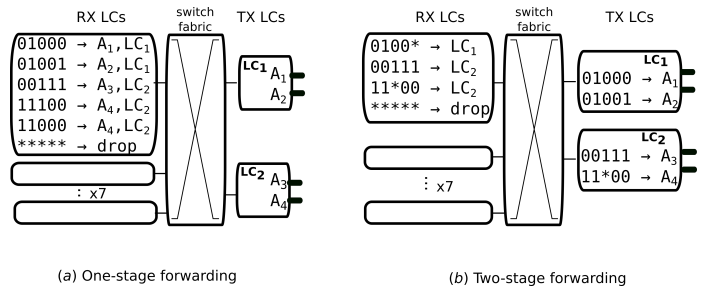 RX LCs
switch
fabric
TX LCs
01000 → A₁,LC₁
01001 → A₂,LC₁
00111 → A₃,LC₂
11100 → A₄,LC₂
11000 → A₄,LC₂
***** → drop
⋮ x7
LC₁
A₁
A₂
LC₂
A₃
A₄
(a) One-stage forwarding
RX LCs
switch
fabric
TX LCs
0100* → LC₁
00111 → LC₂
11*00 → LC₂
***** → drop
⋮ x7
LC₁
01000 → A₁
01001 → A₂
LC₂
00111 → A₃
11*00 → A₄
(b) Two-stage forwarding